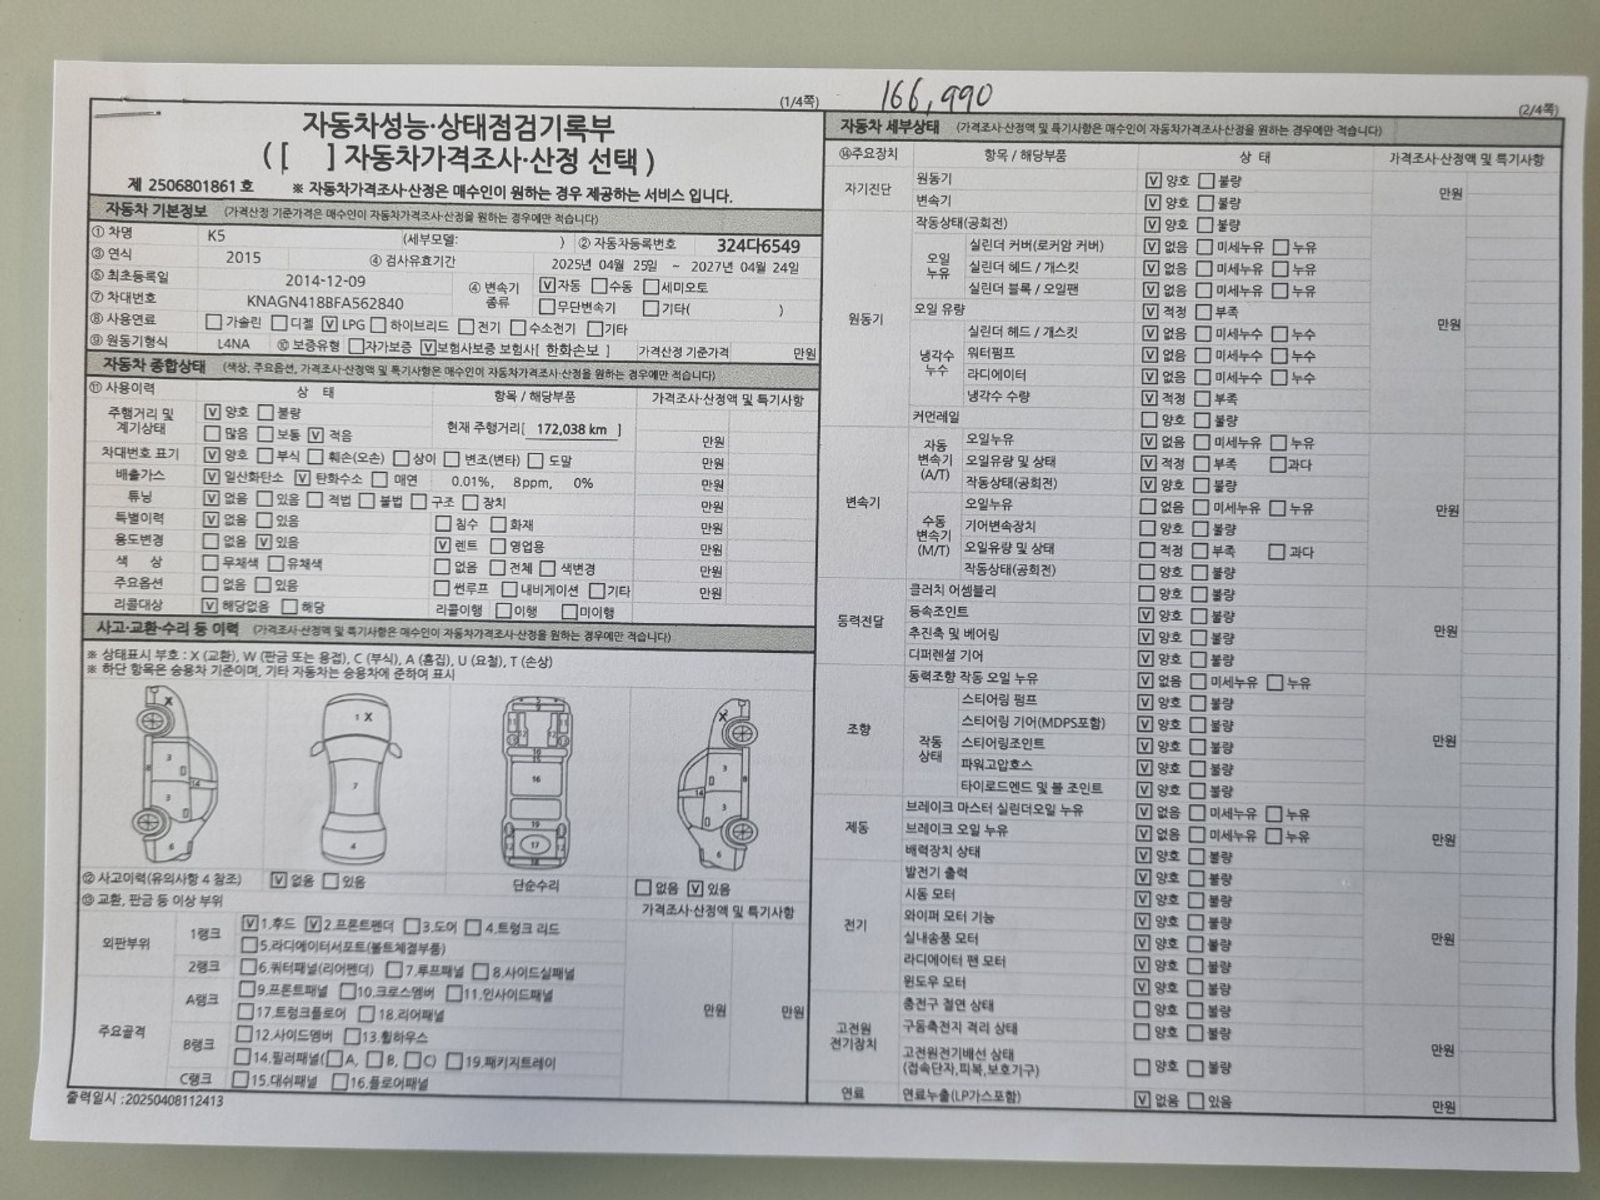 166,990
(1/4쪽)
자동차성능·상태점검기록부
( [ ] 자동차가격조사·산정 선택 )
제 2506801861 호 ※ 자동차가격조사·산정은 매수인이 원하는 경우 제공하는 서비스 입니다.
자동차 기본정보 (가격산정 기준가격은 매수인이 자동차가격조사·산정을 원하는 경우에만 적습니다)
① 차명 K5 (세부모델: ) ② 자동차등록번호 324다6549
③ 연식 2015 ④ 검사유효기간 2025년 04월 25일 ~ 2027년 04월 24일
⑤ 최초등록일 2014-12-09 ④ 변속기 종류 [V]자동 [ ]수동 [ ]세미오토
⑦ 차대번호 KNAGN418BFA562840 [ ]무단변속기 [ ]기타( )
⑧ 사용연료 [ ]가솔린 [ ]디젤 [V]LPG [ ]하이브리드 [ ]전기 [ ]수소전기 [ ]기타
⑨ 원동기형식 L4NA ⑩ 보증유형 [ ]자가보증 [V]보험사보증 보험사[ 한화손보 ] 가격산정 기준가격 만원
자동차 종합상태 (색상, 주요옵션, 가격조사·산정액 및 특기사항은 매수인이 자동차가격조사·산정을 원하는 경우에만 적습니다)
⑪ 사용이력 상 태 항목 / 해당부품 가격조사·산정액 및 특기사항
주행거리 및 계기상태 [V]양호 [ ]불량
[ ]많음 [ ]보통 [V]적음 현재 주행거리[ 172,038 km ] 만원
차대번호 표기 [V]양호 [ ]부식 [ ]훼손(오손) [ ]상이 [ ]변조(변타) [ ]도말 만원
배출가스 [V]일산화탄소 [V]탄화수소 [ ]매연 0.01%, 8ppm, 0% 만원
튜닝 [V]없음 [ ]있음 [ ]적법 [ ]불법 [ ]구조 [ ]장치 만원
특별이력 [V]없음 [ ]있음 [ ]침수 [ ]화재 만원
용도변경 [ ]없음 [V]있음 [V]렌트 [ ]영업용 만원
색 상 [ ]무채색 [ ]유채색 [ ]없음 [ ]전체 [ ]색변경 만원
주요옵션 [ ]없음 [ ]있음 [ ]썬루프 [ ]내비게이션 [ ]기타 만원
리콜대상 [V]해당없음 [ ]해당 리콜이행 [ ]이행 [ ]미이행
사고·교환·수리 등 이력 (가격조사·산정액 및 특기사항은 매수인이 자동차가격조사·산정을 원하는 경우에만 적습니다)
※ 상태표시 부호 : X (교환), W (판금 또는 용접), C (부식), A (흠집), U (요철), T (손상)
※ 하단 항목은 승용차 기준이며, 기타 자동차는 승용차에 준하여 표시
X 1 X X
3 8 14 3 6
7 4
16 19 17 18
3 8 14 3 6
⑫ 사고이력(유의사항 4 참조) [V]없음 [ ]있음 단순수리 [ ]없음 [V]있음
⑬ 교환, 판금 등 이상 부위 가격조사·산정액 및 특기사항
외판부위 1랭크 [V]1.후드 [V]2.프론트펜더 [ ]3.도어 [ ]4.트렁크 리드
[ ]5.라디에이터서포트(볼트체결부품)
2랭크 [ ]6.쿼터패널(리어펜더) [ ]7.루프패널 [ ]8.사이드실패널
주요골격 A랭크 [ ]9.프론트패널 [ ]10.크로스멤버 [ ]11.인사이드패널
[ ]17.트렁크플로어 [ ]18.리어패널 만원 만원
B랭크 [ ]12.사이드멤버 [ ]13.휠하우스
[ ]14.필러패널([ ]A, [ ]B, [ ]C) [ ]19.패키지트레이
C랭크 [ ]15.대쉬패널 [ ]16.플로어패널
출력일시 :20250408112413
(2/4쪽)
자동차 세부상태 (가격조사·산정액 및 특기사항은 매수인이 자동차가격조사·산정을 원하는 경우에만 적습니다)
⑭주요장치 항목 / 해당부품 상 태 가격조사·산정액 및 특기사항
자기진단 원동기 [V]양호 [ ]불량 만원
변속기 [V]양호 [ ]불량
원동기 작동상태(공회전) [V]양호 [ ]불량 만원
오일 누유 실린더 커버(로커암 커버) [V]없음 [ ]미세누유 [ ]누유
실린더 헤드 / 개스킷 [V]없음 [ ]미세누유 [ ]누유
실린더 블록 / 오일팬 [V]없음 [ ]미세누유 [ ]누유
오일 유량 [V]적정 [ ]부족
냉각수 누수 실린더 헤드 / 개스킷 [V]없음 [ ]미세누수 [ ]누수
워터펌프 [V]없음 [ ]미세누수 [ ]누수
라디에이터 [V]없음 [ ]미세누수 [ ]누수
냉각수 수량 [V]적정 [ ]부족
커먼레일 [ ]양호 [ ]불량
변속기 자동 변속기 (A/T) 오일누유 [V]없음 [ ]미세누유 [ ]누유 만원
오일유량 및 상태 [V]적정 [ ]부족 [ ]과다
작동상태(공회전) [V]양호 [ ]불량
수동 변속기 (M/T) 오일누유 [ ]없음 [ ]미세누유 [ ]누유
기어변속장치 [ ]양호 [ ]불량
오일유량 및 상태 [ ]적정 [ ]부족 [ ]과다
작동상태(공회전) [ ]양호 [ ]불량
동력전달 클러치 어셈블리 [ ]양호 [ ]불량 만원
등속조인트 [V]양호 [ ]불량
추진축 및 베어링 [V]양호 [ ]불량
디퍼렌셜 기어 [V]양호 [ ]불량
조향 동력조향 작동 오일 누유 [V]없음 [ ]미세누유 [ ]누유 만원
작동 상태 스티어링 펌프 [V]양호 [ ]불량
스티어링 기어(MDPS포함) [V]양호 [ ]불량
스티어링조인트 [V]양호 [ ]불량
파워고압호스 [V]양호 [ ]불량
타이로드엔드 및 볼 조인트 [V]양호 [ ]불량
제동 브레이크 마스터 실린더오일 누유 [V]없음 [ ]미세누유 [ ]누유 만원
브레이크 오일 누유 [V]없음 [ ]미세누유 [ ]누유
배력장치 상태 [V]양호 [ ]불량
전기 발전기 출력 [V]양호 [ ]불량 만원
시동 모터 [V]양호 [ ]불량
와이퍼 모터 기능 [V]양호 [ ]불량
실내송풍 모터 [V]양호 [ ]불량
라디에이터 팬 모터 [V]양호 [ ]불량
윈도우 모터 [V]양호 [ ]불량
고전원 전기장치 충전구 절연 상태 [ ]양호 [ ]불량 만원
구동축전지 격리 상태 [ ]양호 [ ]불량
고전원전기배선 상태 (접속단자,피복,보호기구) [ ]양호 [ ]불량
연료 연료누출(LP가스포함) [V]없음 [ ]있음 만원